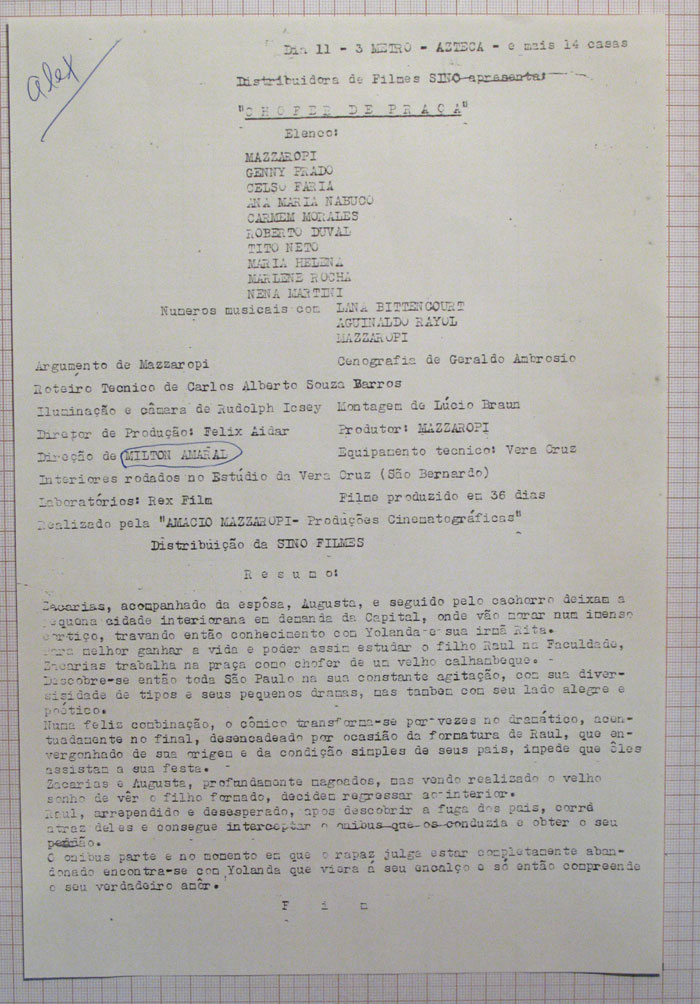 alex
Dia 11 - 3 METRO - AZTECA - e mais 14 casas
Distribuidora de Filmes SINO apresenta:
"CHOFER DE PRAÇA"
Elenco:
MAZZAROPI
GENNY PRADO
CELSO FARIA
ANA MARIA NABUCO
CARMEM MORALES
ROBERTO DUVAL
TITO NETO
MARIA HELENA
MARLENE ROCHA
NENA MARTINI
Numeros musicais com LANA BITTENCOURT
AGUINALDO RAYOL
MAZZAROPI
Argumento de Mazzaropi Cenografia de Geraldo Ambrosio
Roteiro Tecnico de Carlos Alberto Souza Barros
Iluminação e câmara de Rudolph Icsey Montagem de Lúcio Braun
Diretor de Produção: Felix Aidar Produtor: MAZZAROPI
Direção de MILTON AMARAL Equipamento tecnico: Vera Cruz
Interiores rodados no Estúdio da Vera Cruz (São Bernardo)
Laboratórios: Rex Film Filme produzido em 36 dias
Realizado pela "AMACIO MAZZAROPI- Produções Cinematográficas"
Distribuição da SINO FILMES
Resumo:
Zacarias, acompanhado da espôsa, Augusta, e seguido pelo cachorro deixam a
pequena cidade interiorana em demanda da Capital, onde vão morar num imenso
cortiço, travando então conhecimento com Yolanda e sua irmã Rita.
Para melhor ganhar a vida e poder assim estudar o filho Raul na Faculdade,
Zacarias trabalha na praça como chofer de um velho calhambeque. -
Descobre-se então toda São Paulo na sua constante agitação, com sua diver-
sisidade de tipos e seus pequenos dramas, mas tambem com seu lado alegre e
poético.
Numa feliz combinação, o cômico transforma-se por vezes no dramático, acen-
tuadamente no final, desencadeado por ocasião da formatura de Raul, que en-
vergonhado de sua origem e da condição simples de seus pais, impede que êles
assistam a sua festa.
Zacarias e Augusta, profundamente magoados, mas vendo realizado o velho
sonho de vêr o filho formado, decidem regressar ao interior.
Raul, arrependido e desesperado, apos descobrir a fuga dos pais, corre
atraz deles e consegue interceptar o onibus que os conduzia e obter o seu
perdão.
O onibus parte e no momento em que o rapaz julga estar completamente aban-
donado encontra-se com Yolanda que viera á seu encalço e só então compreende
o seu verdadeiro amôr.
Fim